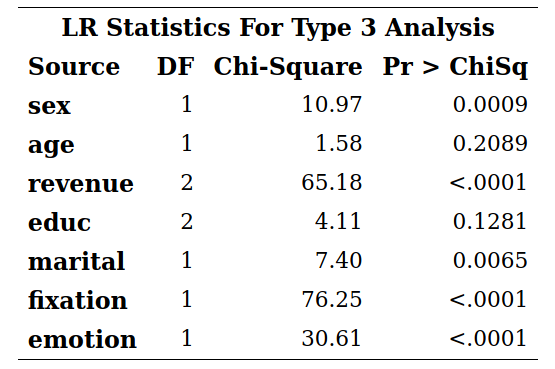 LR Statistics For Type 3 Analysis
Source DF Chi-Square Pr > ChiSq
sex 1 10.97 0.0009
age 1 1.58 0.2089
revenue 2 65.18 <.0001
educ 2 4.11 0.1281
marital 1 7.40 0.0065
fixation 1 76.25 <.0001
emotion 1 30.61 <.0001